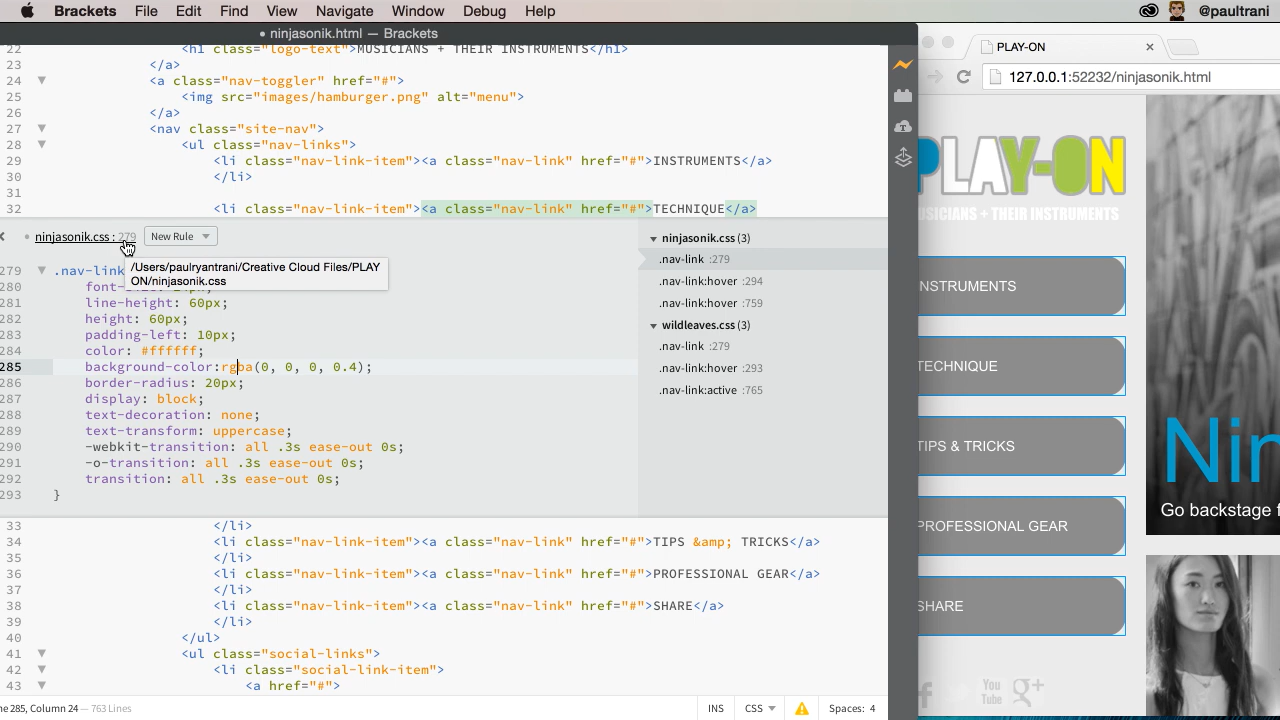 Brackets File Edit Find View Navigate Window Debug Help @paultrani
• ninjasonik.html — Brackets
PLAY-ON ×
127.0.0.1:52232/ninjasonik.html
22 <h1 class="logo-text">MUSICIANS + THEIR INSTRUMENTS</h1>
23 </a>
24 <a class="nav-toggler" href="#">
25 <img src="images/hamburger.png" alt="menu">
26 </a>
27 <nav class="site-nav">
28 <ul class="nav-links">
29 <li class="nav-link-item"><a class="nav-link" href="#">INSTRUMENTS</a>
30 </li>
31
32 <li class="nav-link-item"><a class="nav-link" href="#">TECHNIQUE</a>
ninjasonik.css : 279 New Rule
/Users/paulryantrani/Creative Cloud Files/PLAY
ON/ninjasonik.css
279 .nav-link
280
281 line-height: 60px;
282 height: 60px;
283 padding-left: 10px;
284 color: #ffffff;
285 background-color:rgba(0, 0, 0, 0.4);
286 border-radius: 20px;
287 display: block;
288 text-decoration: none;
289 text-transform: uppercase;
290 -webkit-transition: all .3s ease-out 0s;
291 -o-transition: all .3s ease-out 0s;
292 transition: all .3s ease-out 0s;
293 }
ninjasonik.css (3)
.nav-link :279
.nav-link:hover :294
.nav-link:hover :759
wildleaves.css (3)
.nav-link :279
.nav-link:hover :293
.nav-link:active :765
33 </li>
34 <li class="nav-link-item"><a class="nav-link" href="#">TIPS &amp; TRICKS</a>
35 </li>
36 <li class="nav-link-item"><a class="nav-link" href="#">PROFESSIONAL GEAR</a>
37 </li>
38 <li class="nav-link-item"><a class="nav-link" href="#">SHARE</a>
39 </li>
40 </ul>
41 <ul class="social-links">
42 <li class="social-link-item">
43 <a href="#">
ne 285, Column 24 — 763 Lines INS CSS Spaces: 4
PLAY-ON
MUSICIANS + THEIR INSTRUMENTS
INSTRUMENTS
TECHNIQUE
TIPS & TRICKS
PROFESSIONAL GEAR
SHARE
Nin
Go backstage f
You
Tube
g+